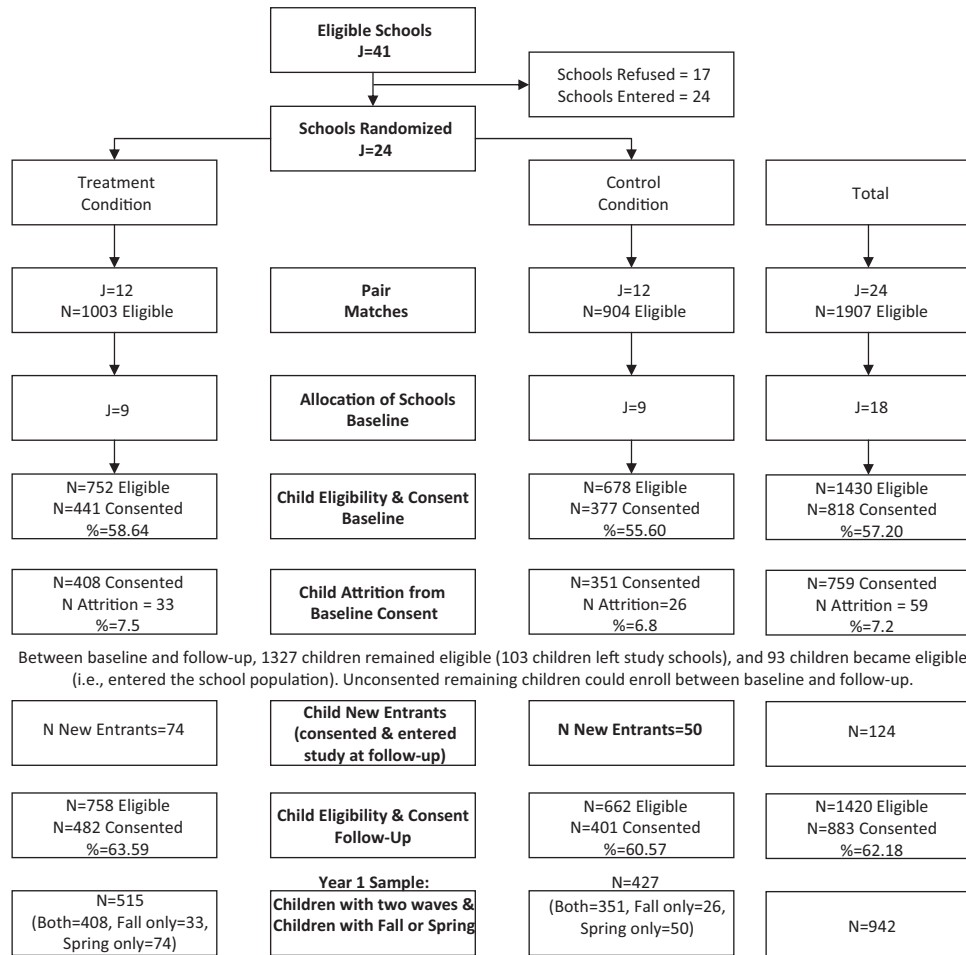 Eligible Schools
J=41
Schools Refused = 17
Schools Entered = 24
Schools Randomized
J=24
Treatment
Condition
Control
Condition
Total
J=12
N=1003 Eligible
Pair
Matches
J=12
N=904 Eligible
J=24
N=1907 Eligible
J=9
Allocation of Schools
Baseline
J=9
J=18
N=752 Eligible
N=441 Consented
%=58.64
Child Eligibility & Consent
Baseline
N=678 Eligible
N=377 Consented
%=55.60
N=1430 Eligible
N=818 Consented
%=57.20
N=408 Consented
N Attrition = 33
%=7.5
Child Attrition from
Baseline Consent
N=351 Consented
N Attrition=26
%=6.8
N=759 Consented
N Attrition = 59
%=7.2
Between baseline and follow-up, 1327 children remained eligible (103 children left study schools), and 93 children became eligible
(i.e., entered the school population). Unconsented remaining children could enroll between baseline and follow-up.
N New Entrants=74
Child New Entrants
(consented & entered
study at follow-up)
N New Entrants=50
N=124
N=758 Eligible
N=482 Consented
%=63.59
Child Eligibility & Consent
Follow-Up
N=662 Eligible
N=401 Consented
%=60.57
N=1420 Eligible
N=883 Consented
%=62.18
N=515
(Both=408, Fall only=33,
Spring only=74)
Year 1 Sample:
Children with two waves &
Children with Fall or Spring
N=427
(Both=351, Fall only=26,
Spring only=50)
N=942